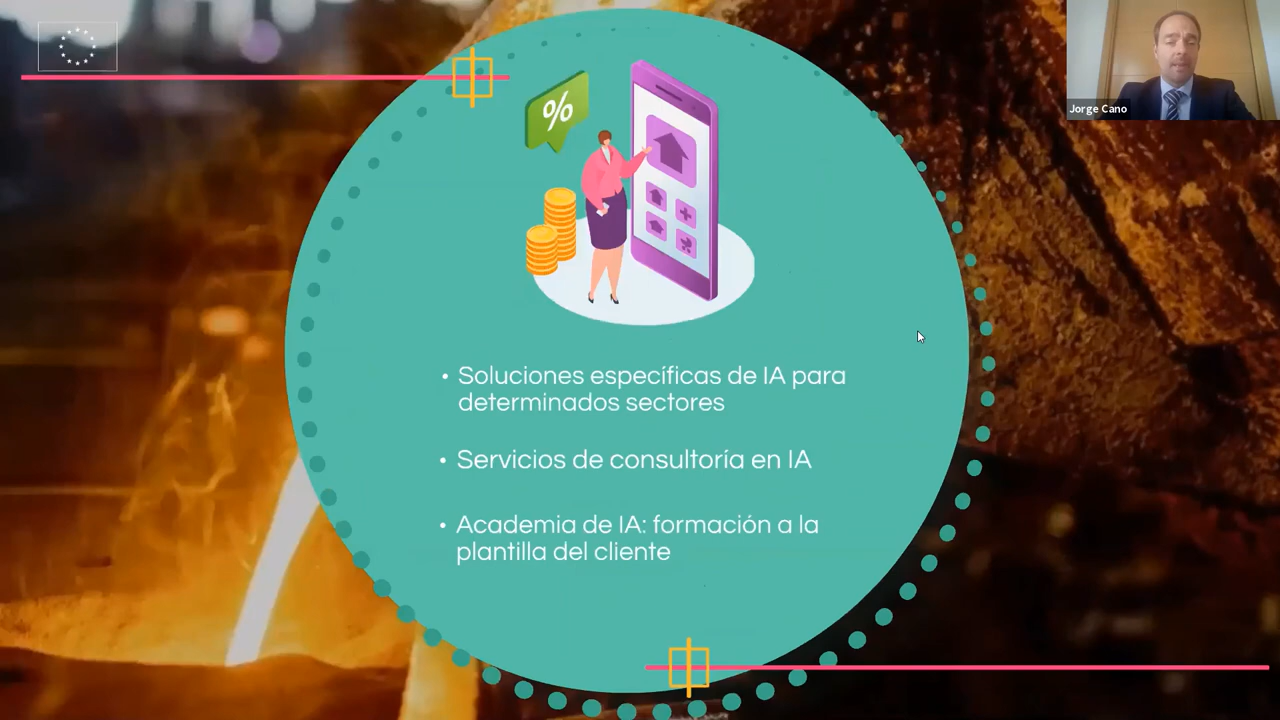 Jorge Cano
%
• Soluciones específicas de IA para
determinados sectores
• Servicios de consultoría en IA
• Academia de IA: formación a la
plantilla del cliente